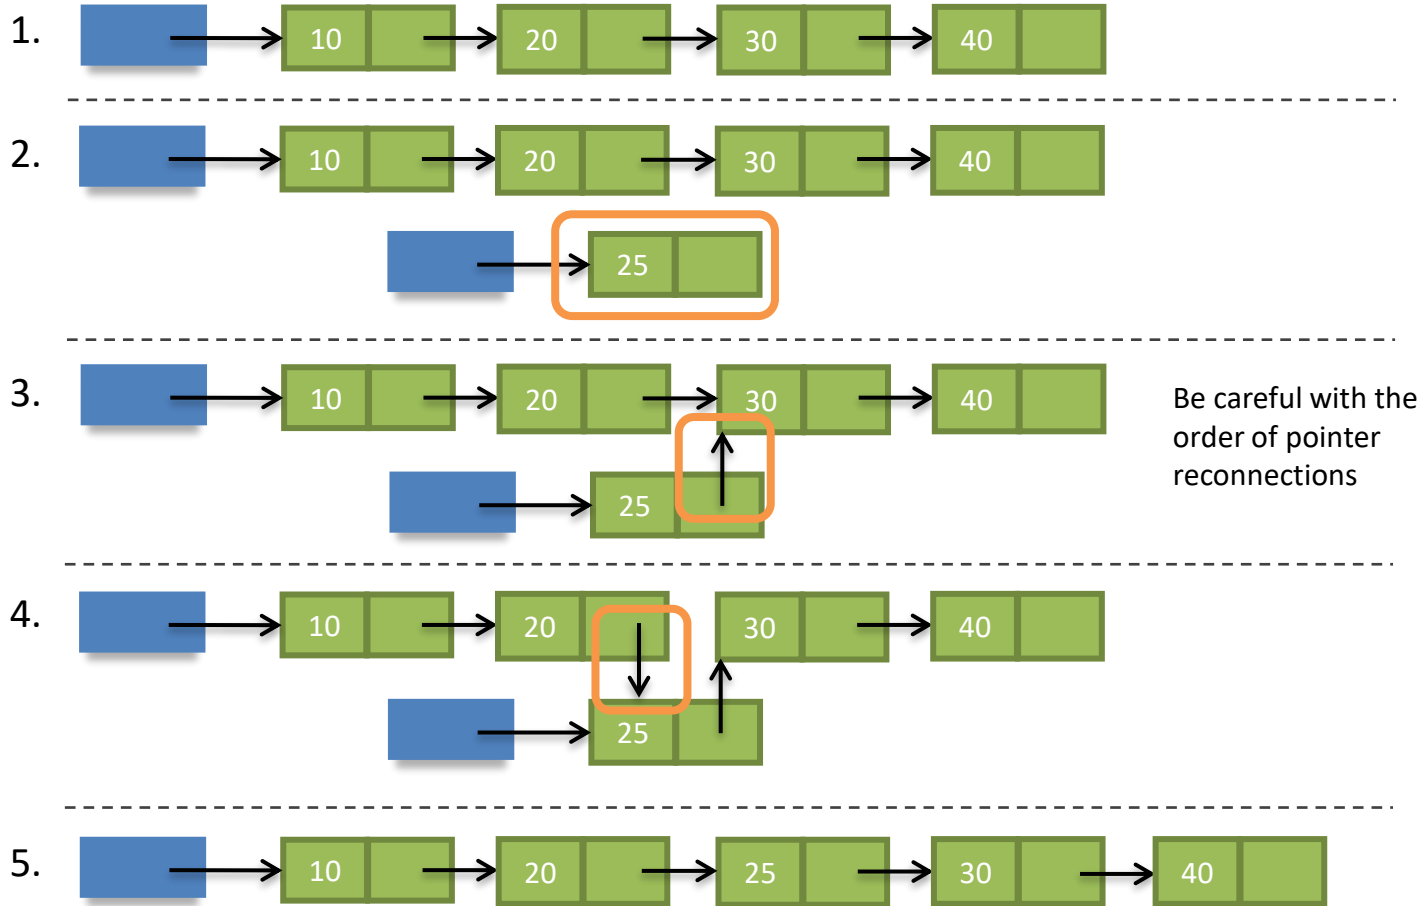 1. 10 20 30 40
2. 10 20 30 40
25
3. 10 20 30 40
Be careful with the
order of pointer
reconnections
25
4. 10 20 30 40
25
5. 10 20 25 30 40